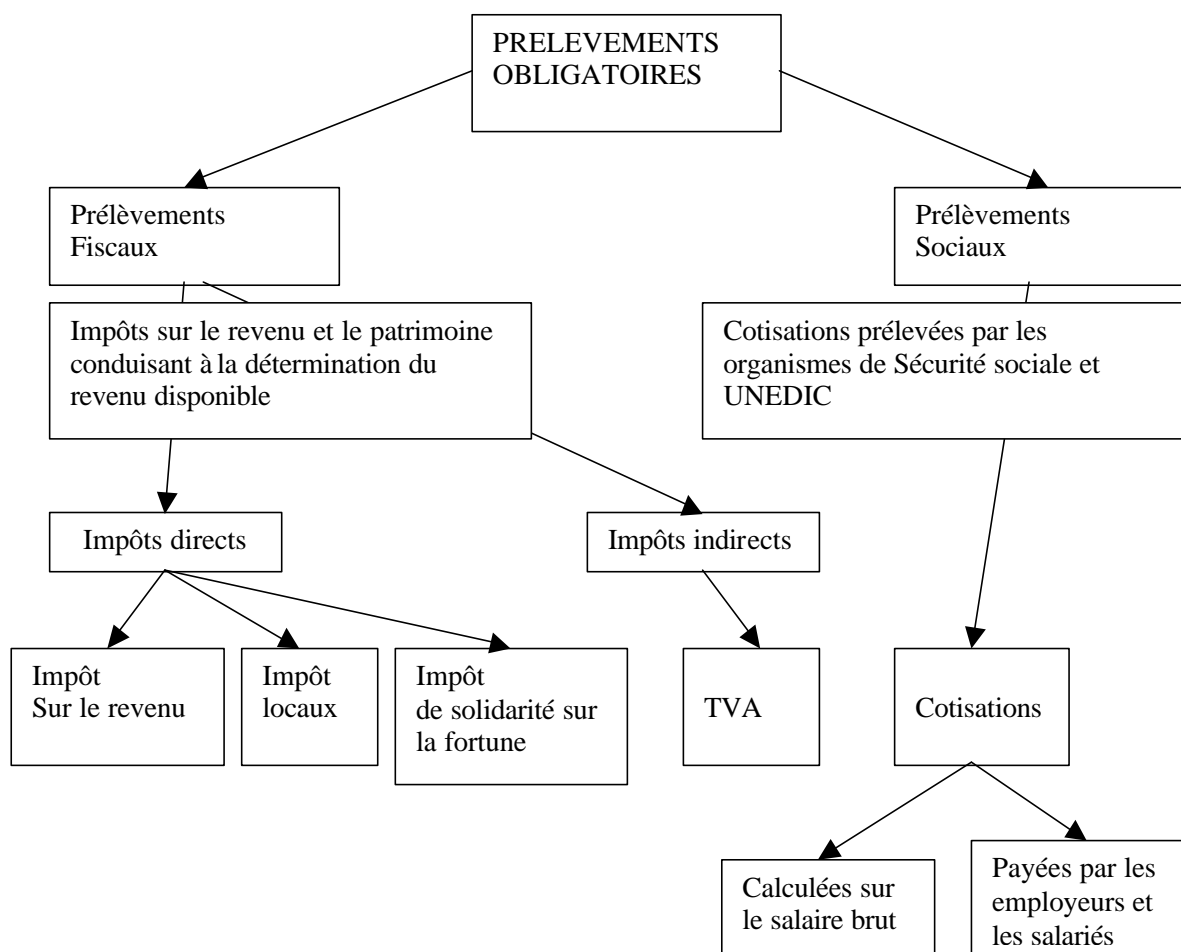 PRELEVEMENTS
OBLIGATOIRES
Prélèvements
Fiscaux
Prélèvements
Sociaux
Impôts sur le revenu et le patrimoine
conduisant à la détermination du
revenu disponible
Cotisations prélevées par les
organismes de Sécurité sociale et
UNEDIC
Impôts directs
Impôts indirects
Impôt
Sur le revenu
Impôt
locaux
Impôt
de solidarité sur
la fortune
TVA
Cotisations
Calculées sur
le salaire brut
Payées par les
employeurs et
les salariés